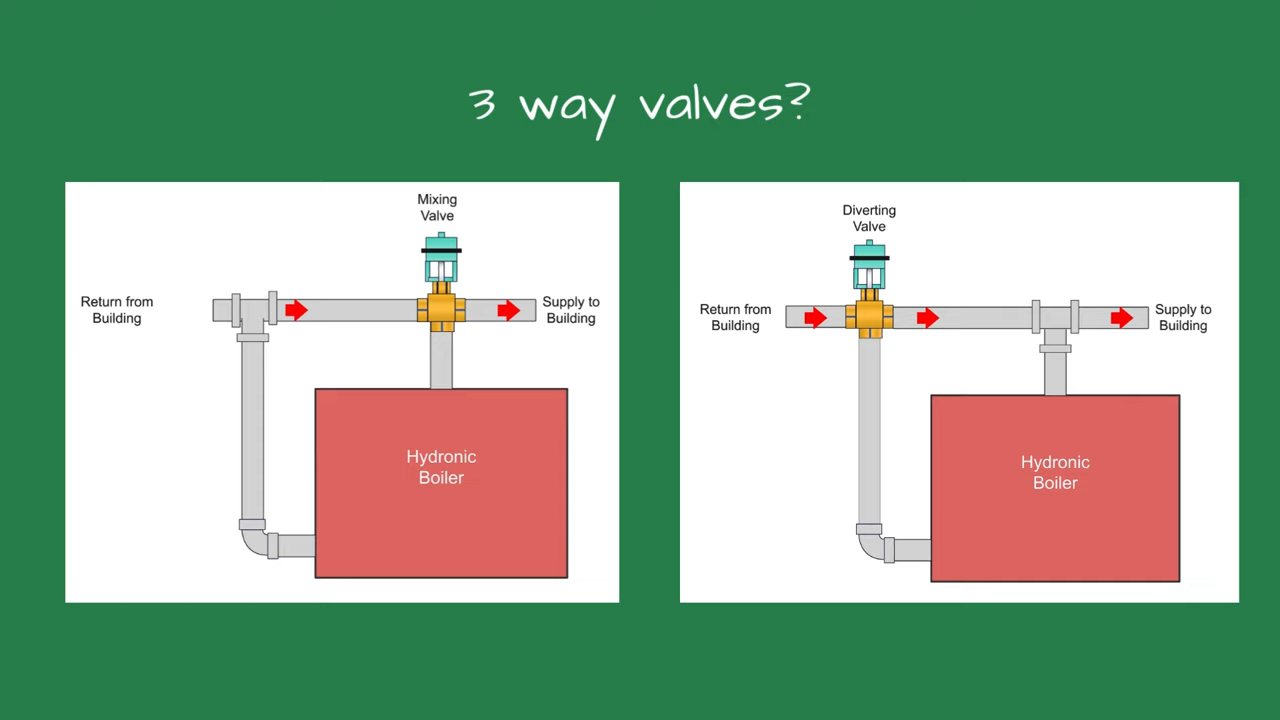 3 way valves?
Mixing
Valve
Return from
Building
Supply to
Building
Hydronic
Boiler
Diverting
Valve
Return from
Building
Supply to
Building
Hydronic
Boiler